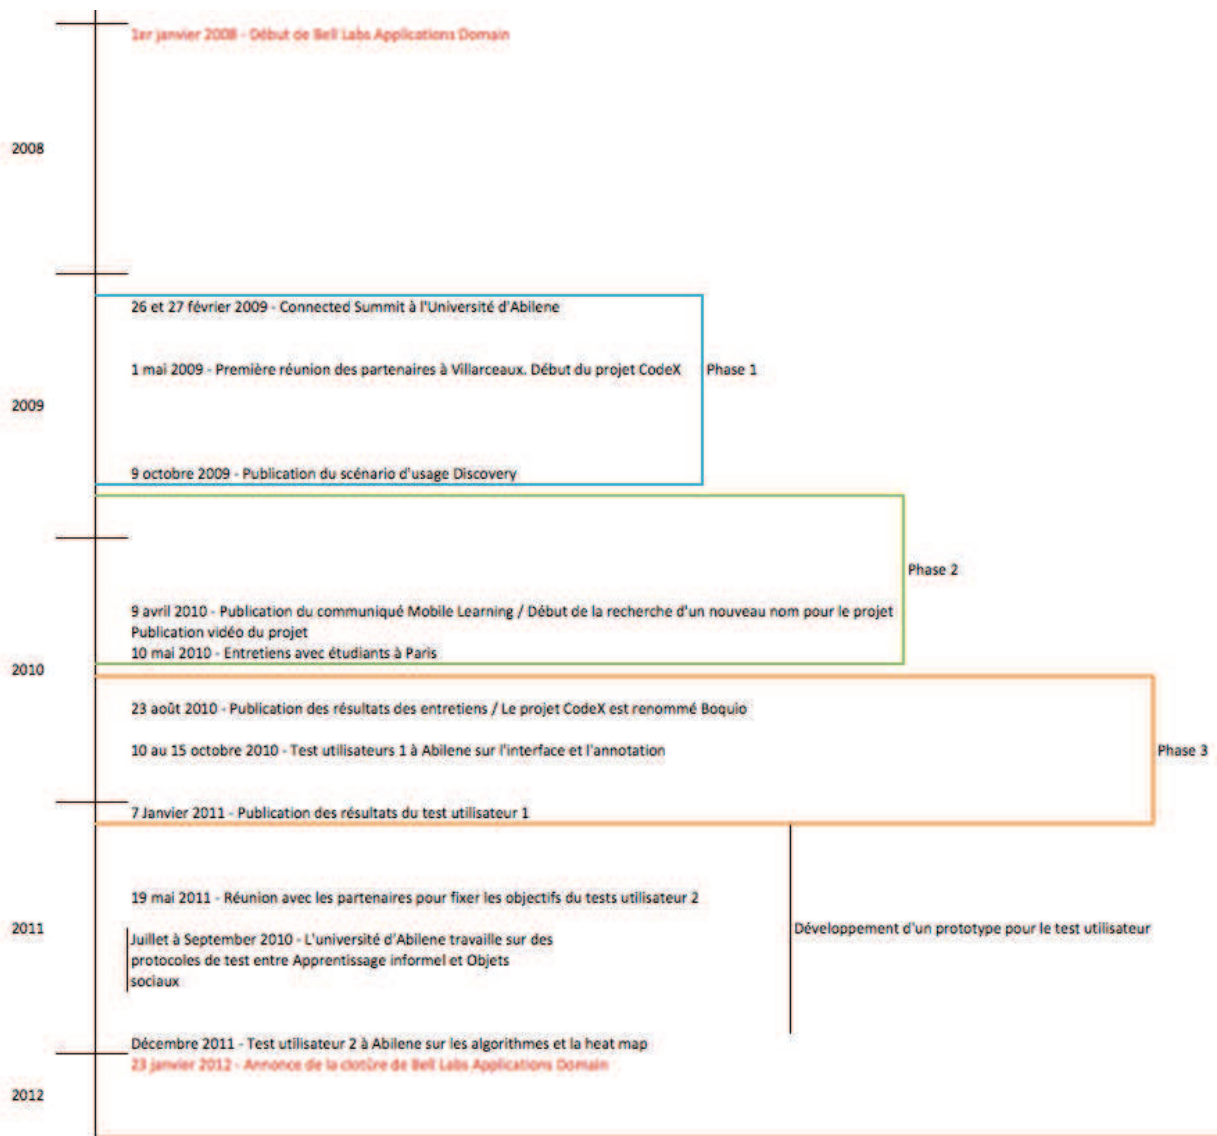 1er janvier 2008 - Début de Bell Labs Applications Domain
2008
26 et 27 février 2009 - Connected Summit à l'Université d'Abilene
1 mai 2009 - Première réunion des partenaires à Villarceaux. Début du projet CodeX
Phase 1
2009
9 octobre 2009 - Publication du scénario d'usage Discovery
Phase 2
9 avril 2010 - Publication du communiqué Mobile Learning / Début de la recherche d'un nouveau nom pour le projet
Publication vidéo du projet
10 mai 2010 - Entretiens avec étudiants à Paris
2010
23 août 2010 - Publication des résultats des entretiens / Le projet CodeX est renommé Boquio
10 au 15 octobre 2010 - Test utilisateurs 1 à Abilene sur l'interface et l'annotation
Phase 3
7 Janvier 2011 - Publication des résultats du test utilisateur 1
19 mai 2011 - Réunion avec les partenaires pour fixer les objectifs du tests utilisateur 2
2011
Développement d'un prototype pour le test utilisateur
Juillet à September 2010 - L'université d'Abilene travaille sur des
protocoles de test entre Apprentissage informel et Objets
sociaux
Décembre 2011 - Test utilisateur 2 à Abilene sur les algorithmes et la heat map
23 janvier 2012 - Annonce de la clotûre de Bell Labs Applications Domain
2012